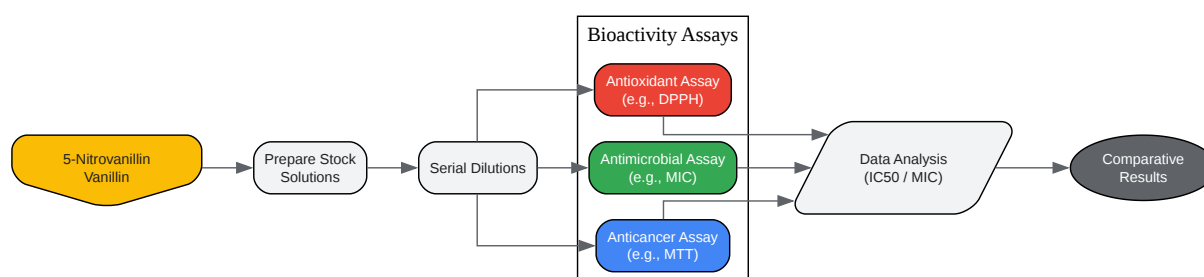 5-Nitrovanillin
Vanillin
Prepare Stock
Solutions
Serial Dilutions
Bioactivity Assays
Antioxidant Assay
(e.g., DPPH)
Antimicrobial Assay
(e.g., MIC)
Anticancer Assay
(e.g., MTT)
Data Analysis
(IC50 / MIC)
Comparative
Results